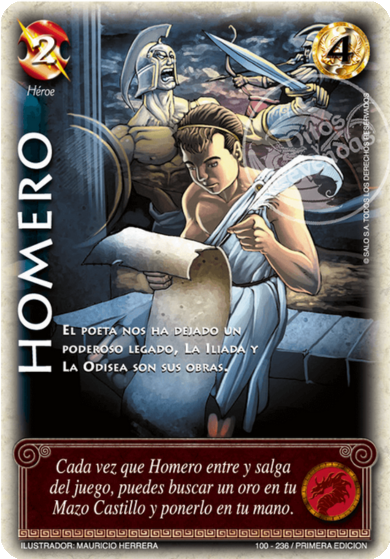 2
4
Héroe
HOMERO
Mitos
© SALO S.A. TODOS LOS DERECHOS RESERVADOS
EL POETA NOS HA DEJADO UN
PODEROSO LEGADO, LA ILIADA Y
LA ODISEA SON SUS OBRAS.
Cada vez que Homero entre y salga
del juego, puedes buscar un oro en tu
Mazo Castillo y ponerlo en tu mano.
ILUSTRADOR: MAURICIO HERRERA
100 - 236 / PRIMERA EDICION